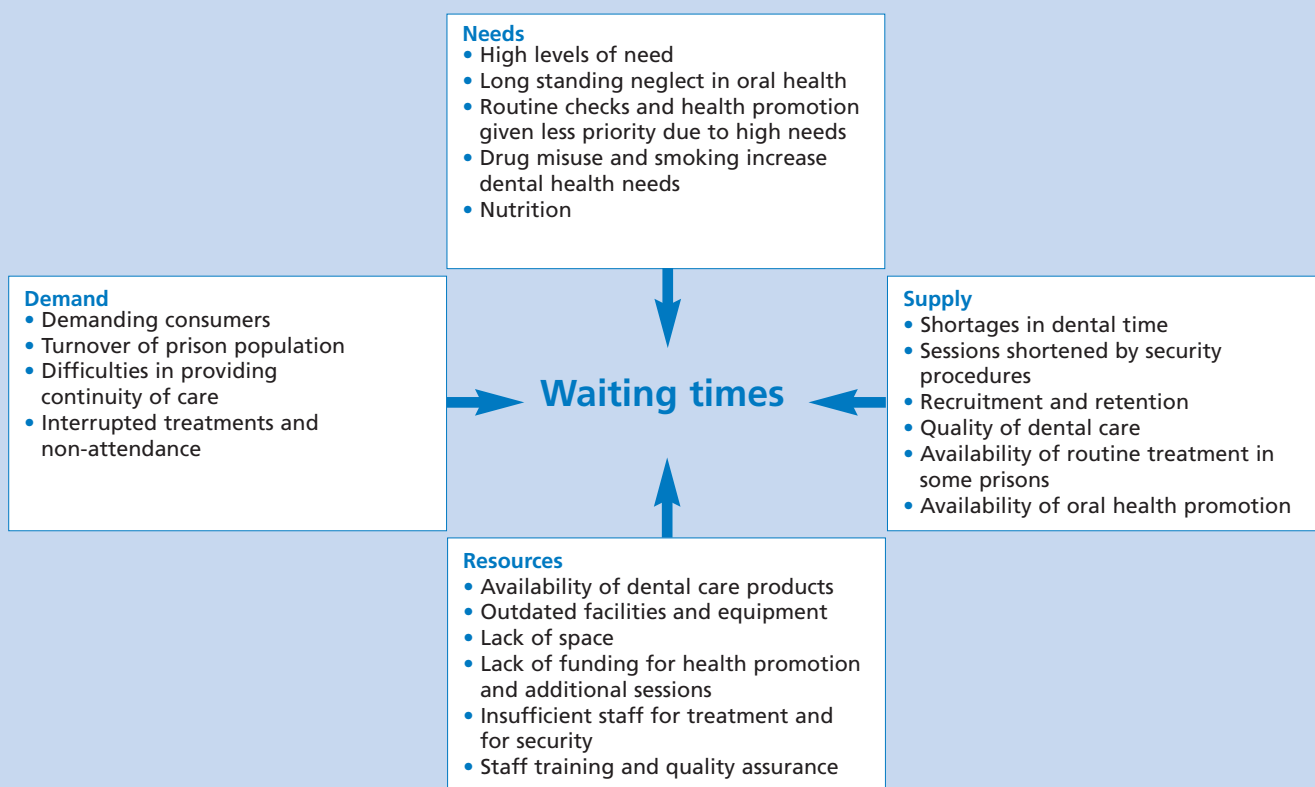 Needs
• High levels of need
• Long standing neglect in oral health
• Routine checks and health promotion
given less priority due to high needs
• Drug misuse and smoking increase
dental health needs
• Nutrition
Demand
• Demanding consumers
• Turnover of prison population
• Difficulties in providing
continuity of care
• Interrupted treatments and
non-attendance
Waiting times
Supply
• Shortages in dental time
• Sessions shortened by security
procedures
• Recruitment and retention
• Quality of dental care
• Availability of routine treatment in
some prisons
• Availability of oral health promotion
Resources
• Availability of dental care products
• Outdated facilities and equipment
• Lack of space
• Lack of funding for health promotion
and additional sessions
• Insufficient staff for treatment and
for security
• Staff training and quality assurance